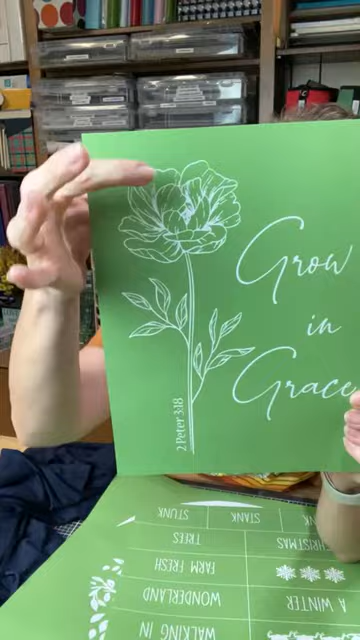 Grow
in
Grace
2 Peter 3:18
STUNK
STANK
TREES
CHRISTMAS
FARM FRESH
WONDERLAND
A WINTER
WALKING IN